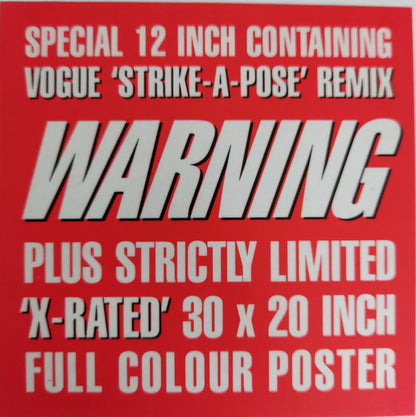 SPECIAL 12 INCH CONTAINING
VOGUE 'STRIKE-A-POSE' REMIX
WARNING
PLUS STRICTLY LIMITED
'X-RATED' 30 x 20 INCH
FULL COLOUR POSTER